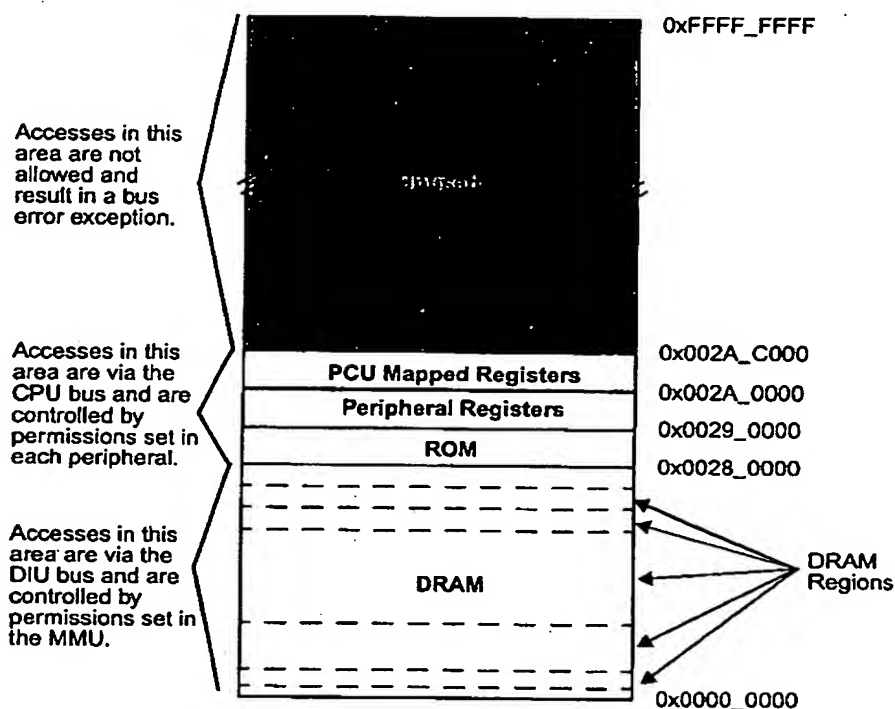 0xFFFF_FFFF
Accesses in this
area are not
allowed and
result in a bus
error exception.
0x002A_C000
PCU Mapped Registers
Accesses in this
area are via the
CPU bus and are
controlled by
permissions set in
each peripheral.
0x002A_0000
Peripheral Registers
0x0029_0000
ROM
0x0028_0000
Accesses in this
area are via the
DIU bus and are
controlled by
permissions set in
the MMU.
DRAM
DRAM
Regions
0x0000_0000